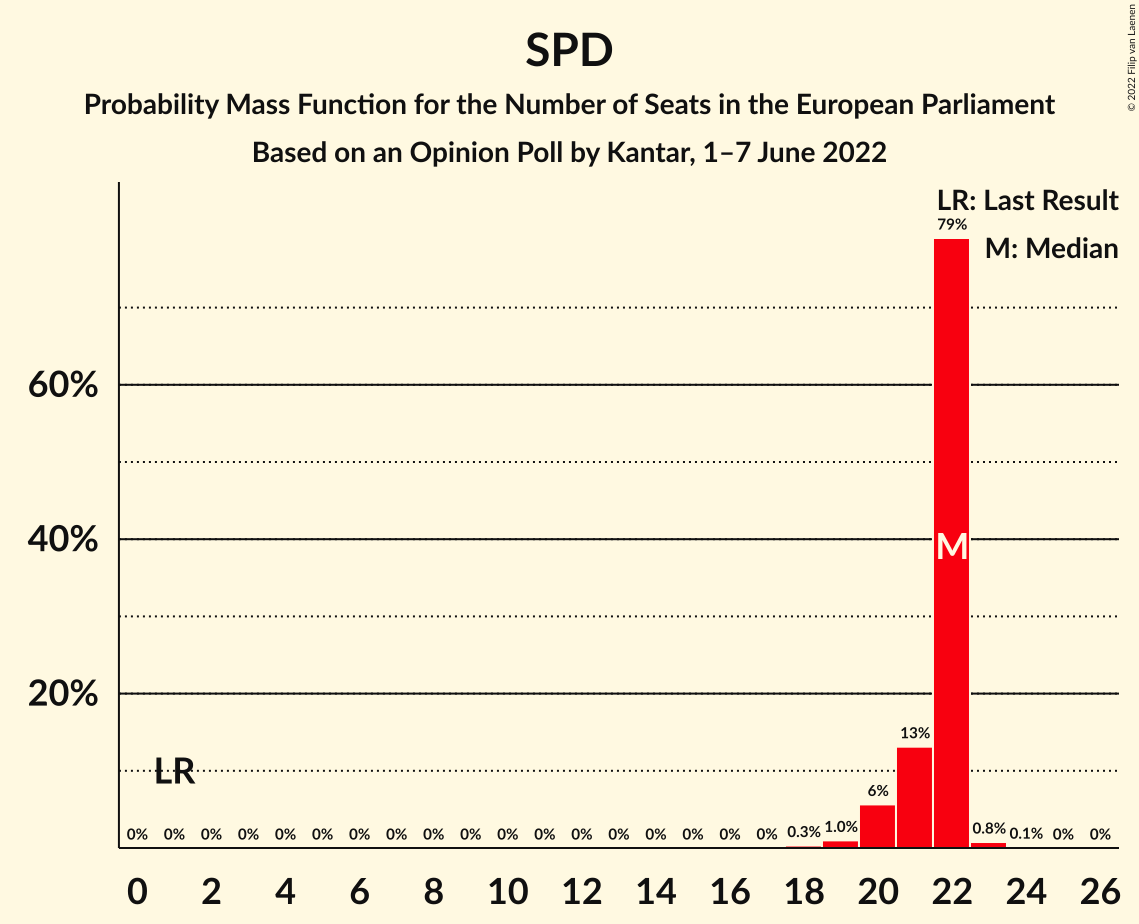 SPD
Probability Mass Function for the Number of Seats in the European Parliament
Based on an Opinion Poll by Kantar, 1–7 June 2022
© 2022 Filip van Laenen
LR: Last Result
M: Median
79%
60%
40%
M
20%
LR
0% 0% 0% 0% 0% 0% 0% 0% 0% 0% 0% 0% 0% 0% 0% 0% 0% 0% 0.3% 1.0% 6% 13% 0.8% 0.1% 0% 0%
0 2 4 6 8 10 12 14 16 18 20 22 24 26